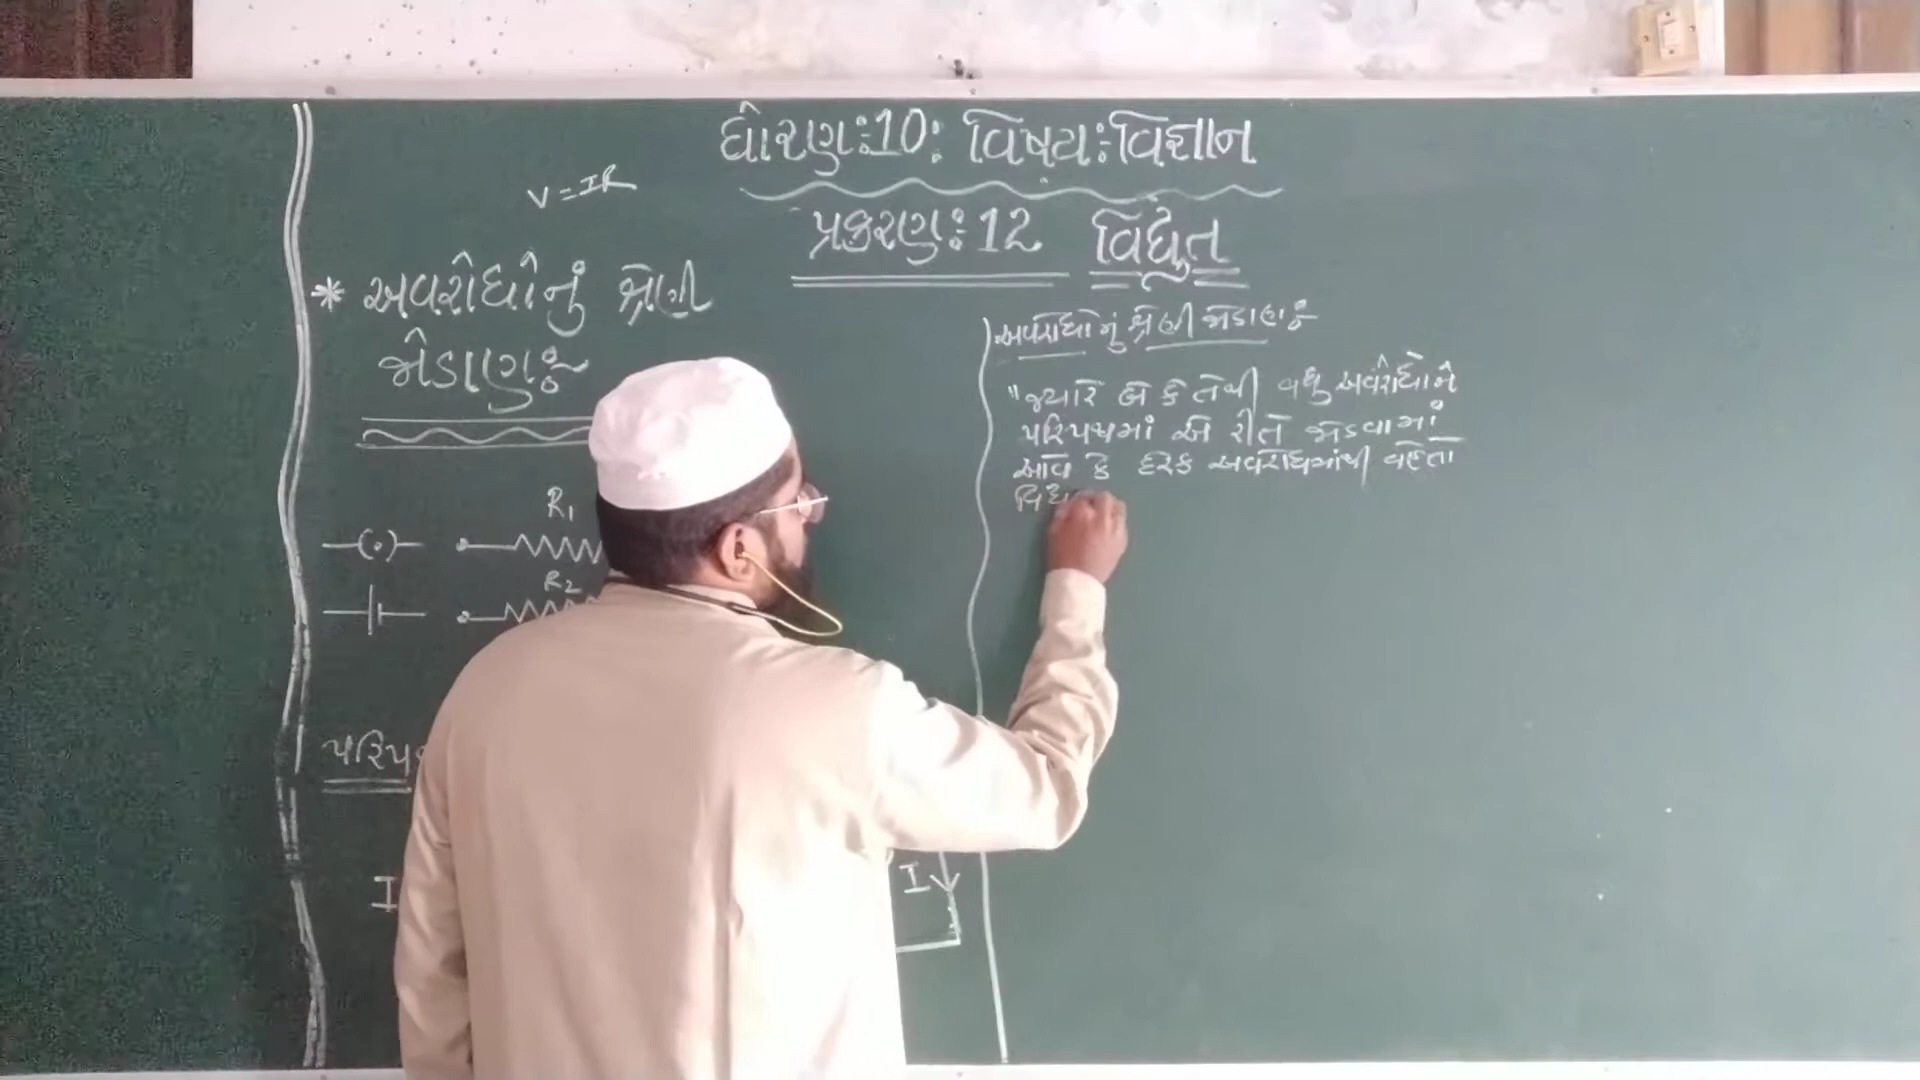 ધોરણ:10: વિષય:વિજ્ઞાન
V=IR
પ્રકરણ:12 વિદ્યુત
* અવરોધોનું શ્રેણી
જોડાણ:
R1
R2
I
I
અવરોધોનું શ્રેણી જોડાણ:
"જ્યારે બે કે તેથી વધુ અવરોધોને
પરિપથમાં એ રીતે જોડવામાં
આવે કે દરેક અવરોધમાંથી વહેતો